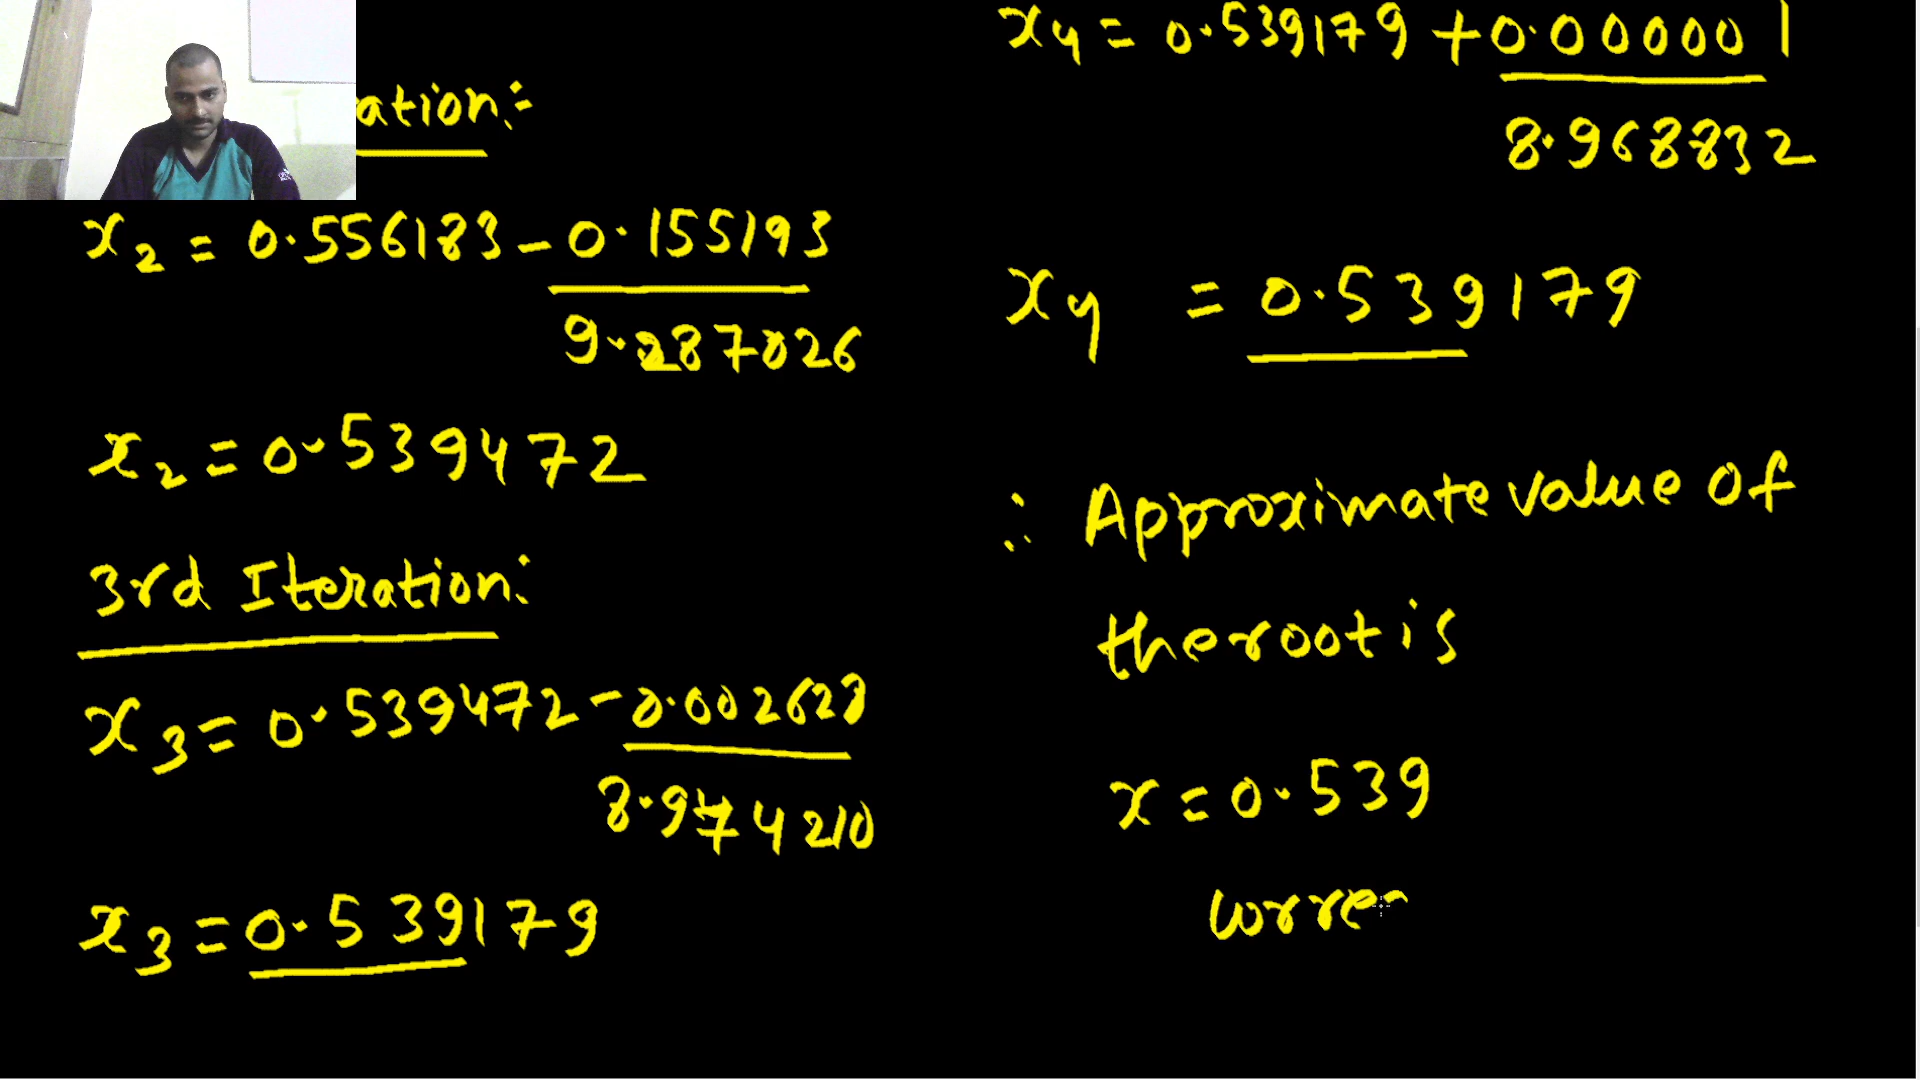 ation:-
x2 = 0.556183 - 0.155193
9.287026
x2 = 0.539472
3rd Iteration:
x3 = 0.539472 - 0.002623
8.974210
x3 = 0.539179
x4 = 0.539179 + 0.000001
8.968832
x4 = 0.539179
∴ Approximate value of
the root is
x = 0.539
corre